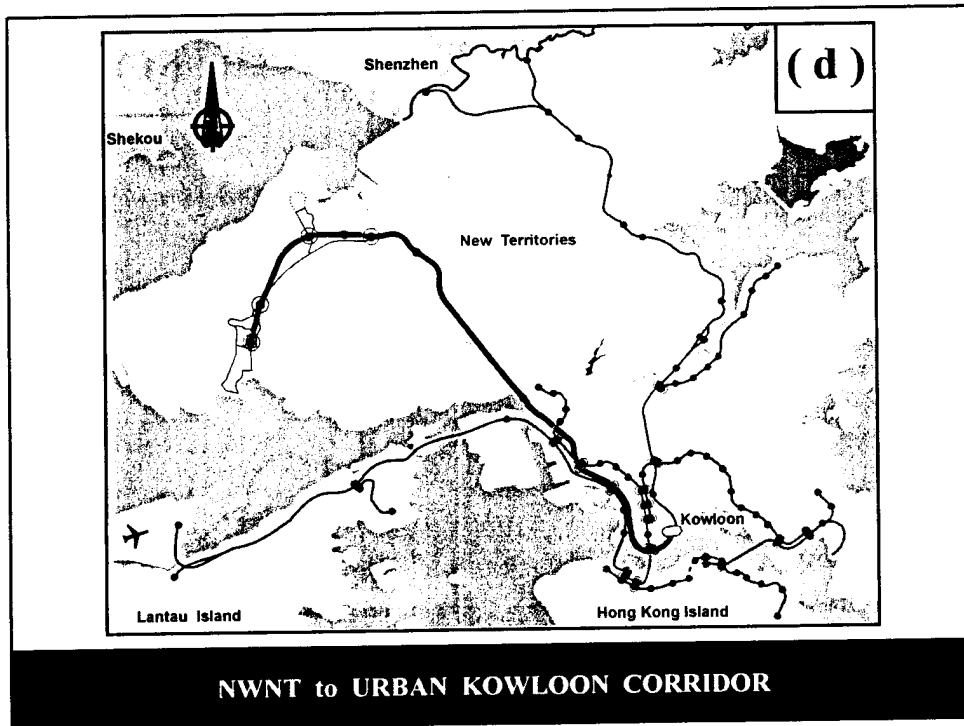 Shenzhen
( d )
Shekou
New Territories
Kowloon
Lantau Island
Hong Kong Island
NWNT to URBAN KOWLOON CORRIDOR